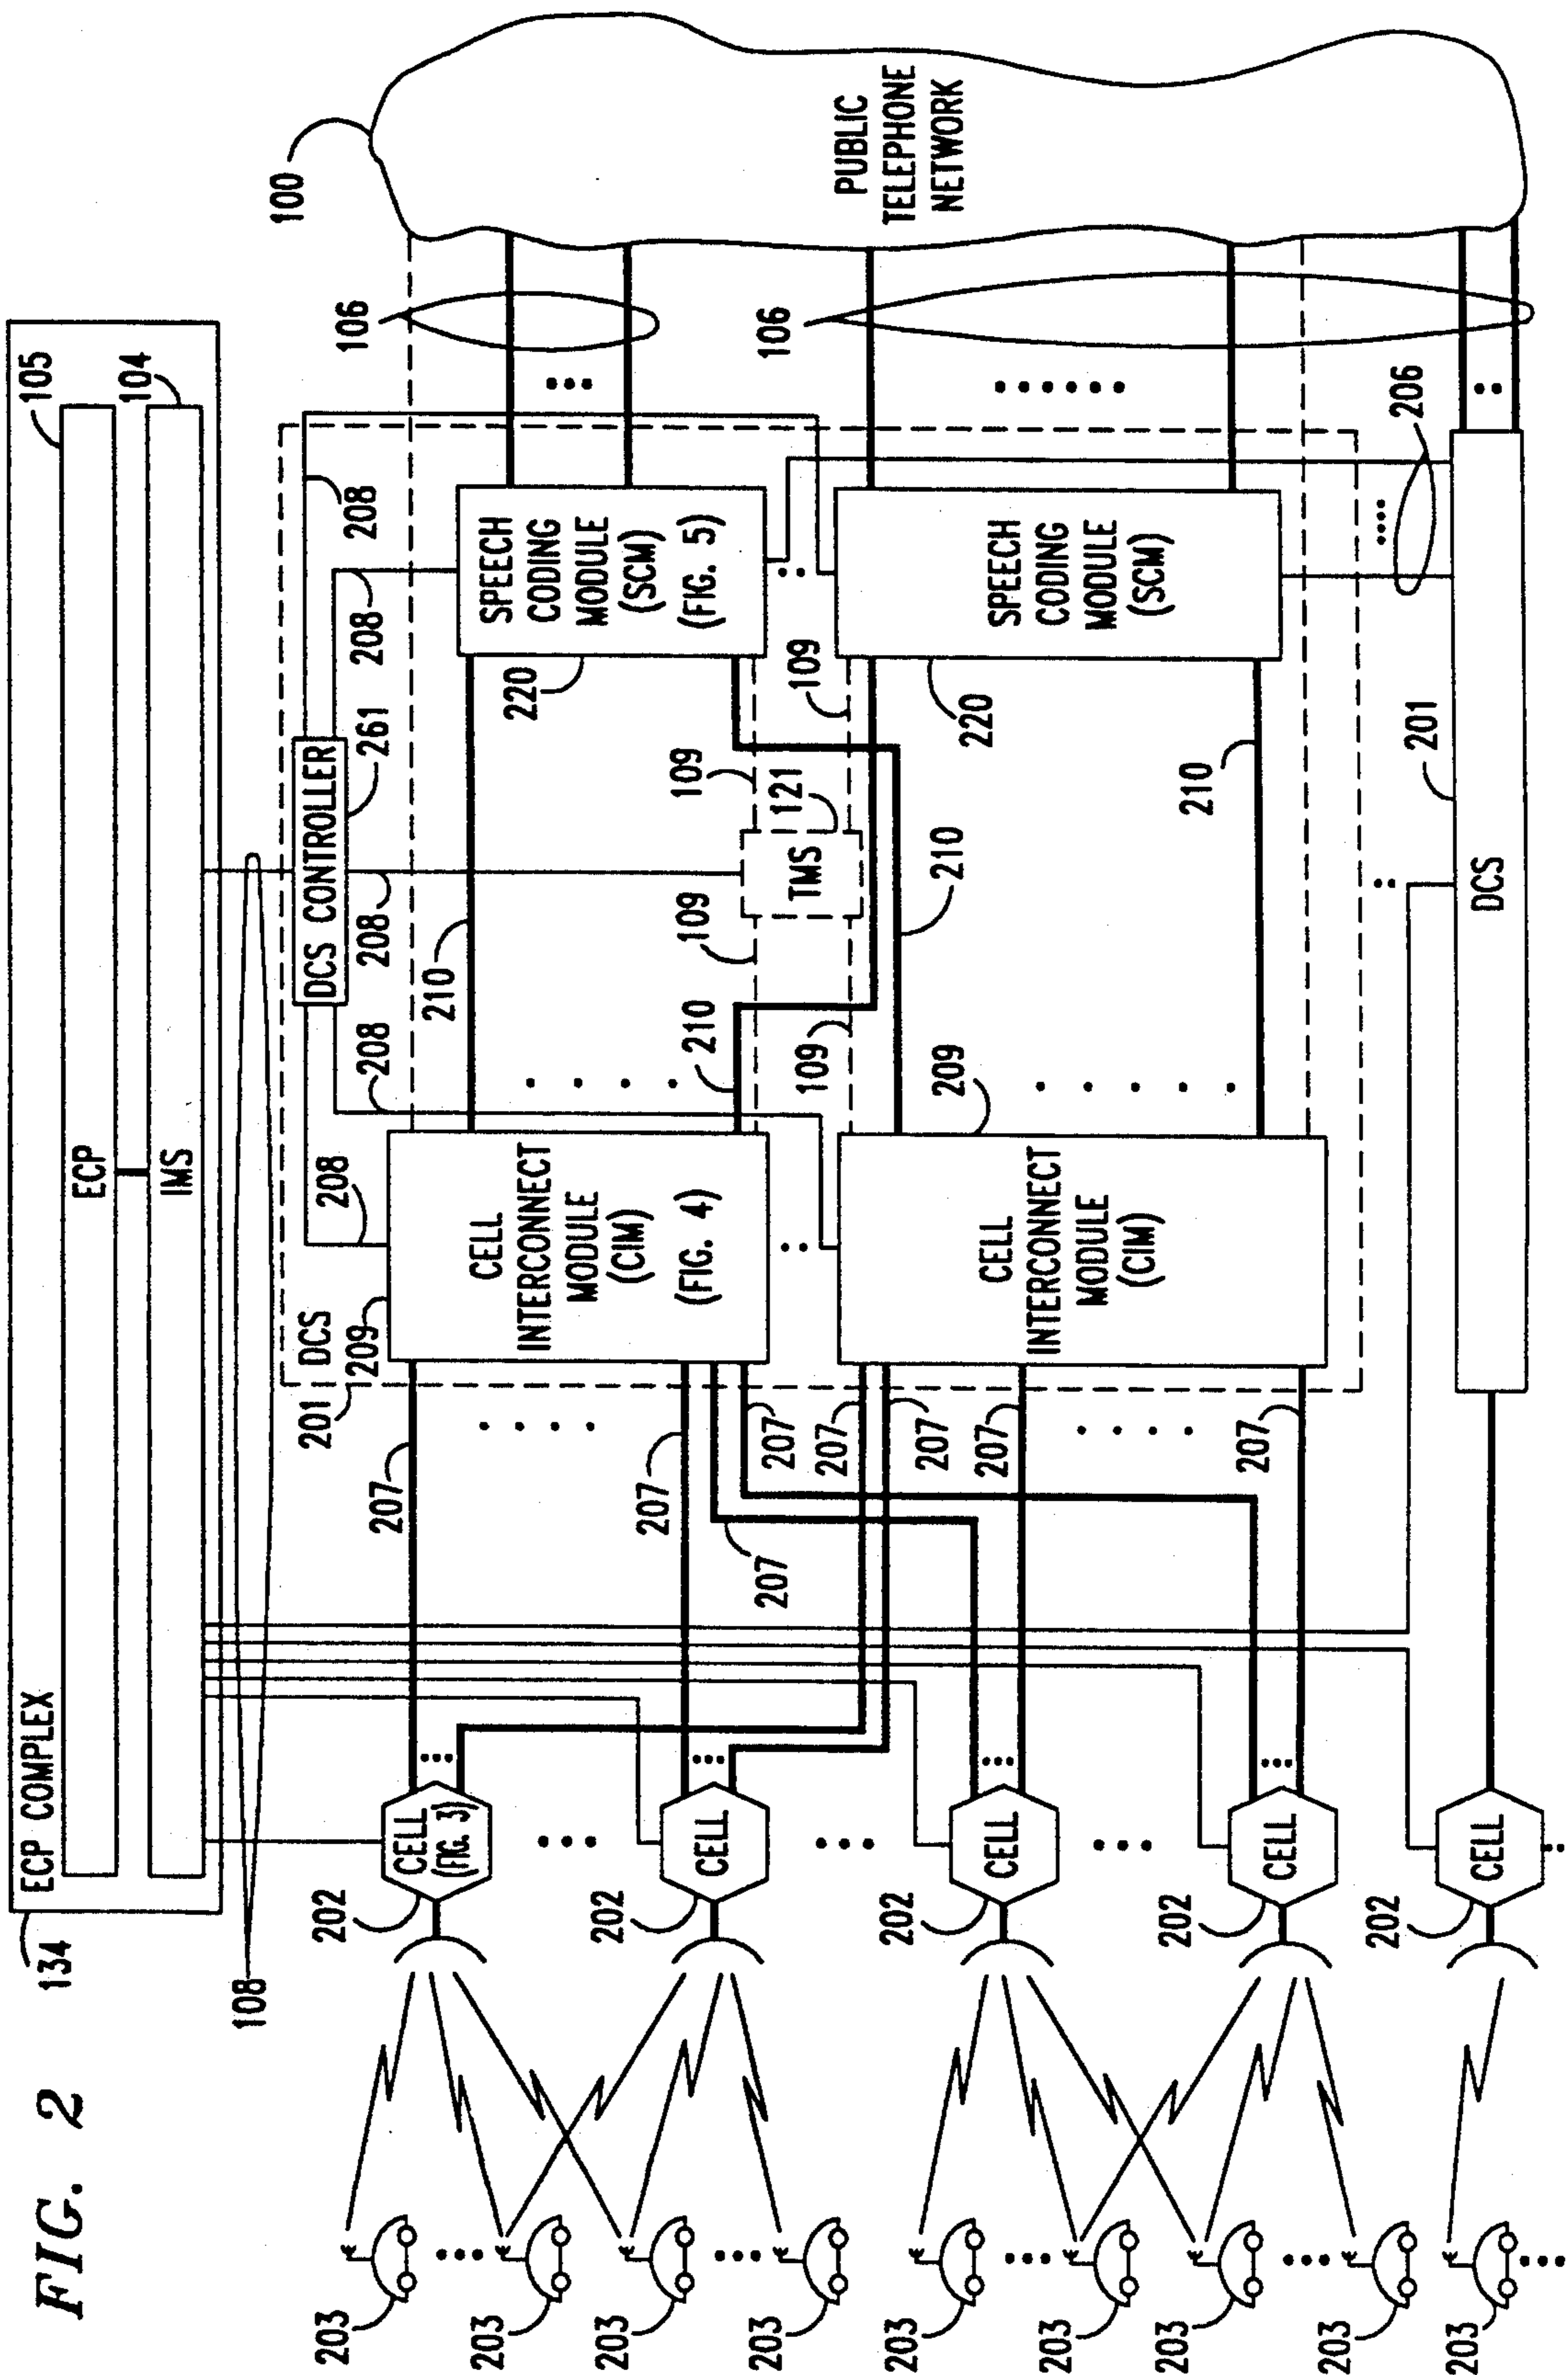 FIG. 2
134
ECP COMPLEX
ECP
105
IMS
104
108
100
201
DCS
DCS CONTROLLER
261
208
208
208
208
208
106
106
209
CELL
INTERCONNECT
MODULE
(CIM)
(FIG. 4)
210
SPEECH
CODING
MODULE
(SCM)
(FIG. 5)
220
PUBLIC
TELEPHONE
NETWORK
210
109
109
109
109
TMS
121
210
210
CELL
INTERCONNECT
MODULE
(CIM)
209
SPEECH
CODING
MODULE
(SCM)
220
206
207
207
207
207
207
207
207
207
202
CELL
(FIG. 3)
202
CELL
202
CELL
202
CELL
202
CELL
DCS
201
203
203
203
203
203
203
203
203
203